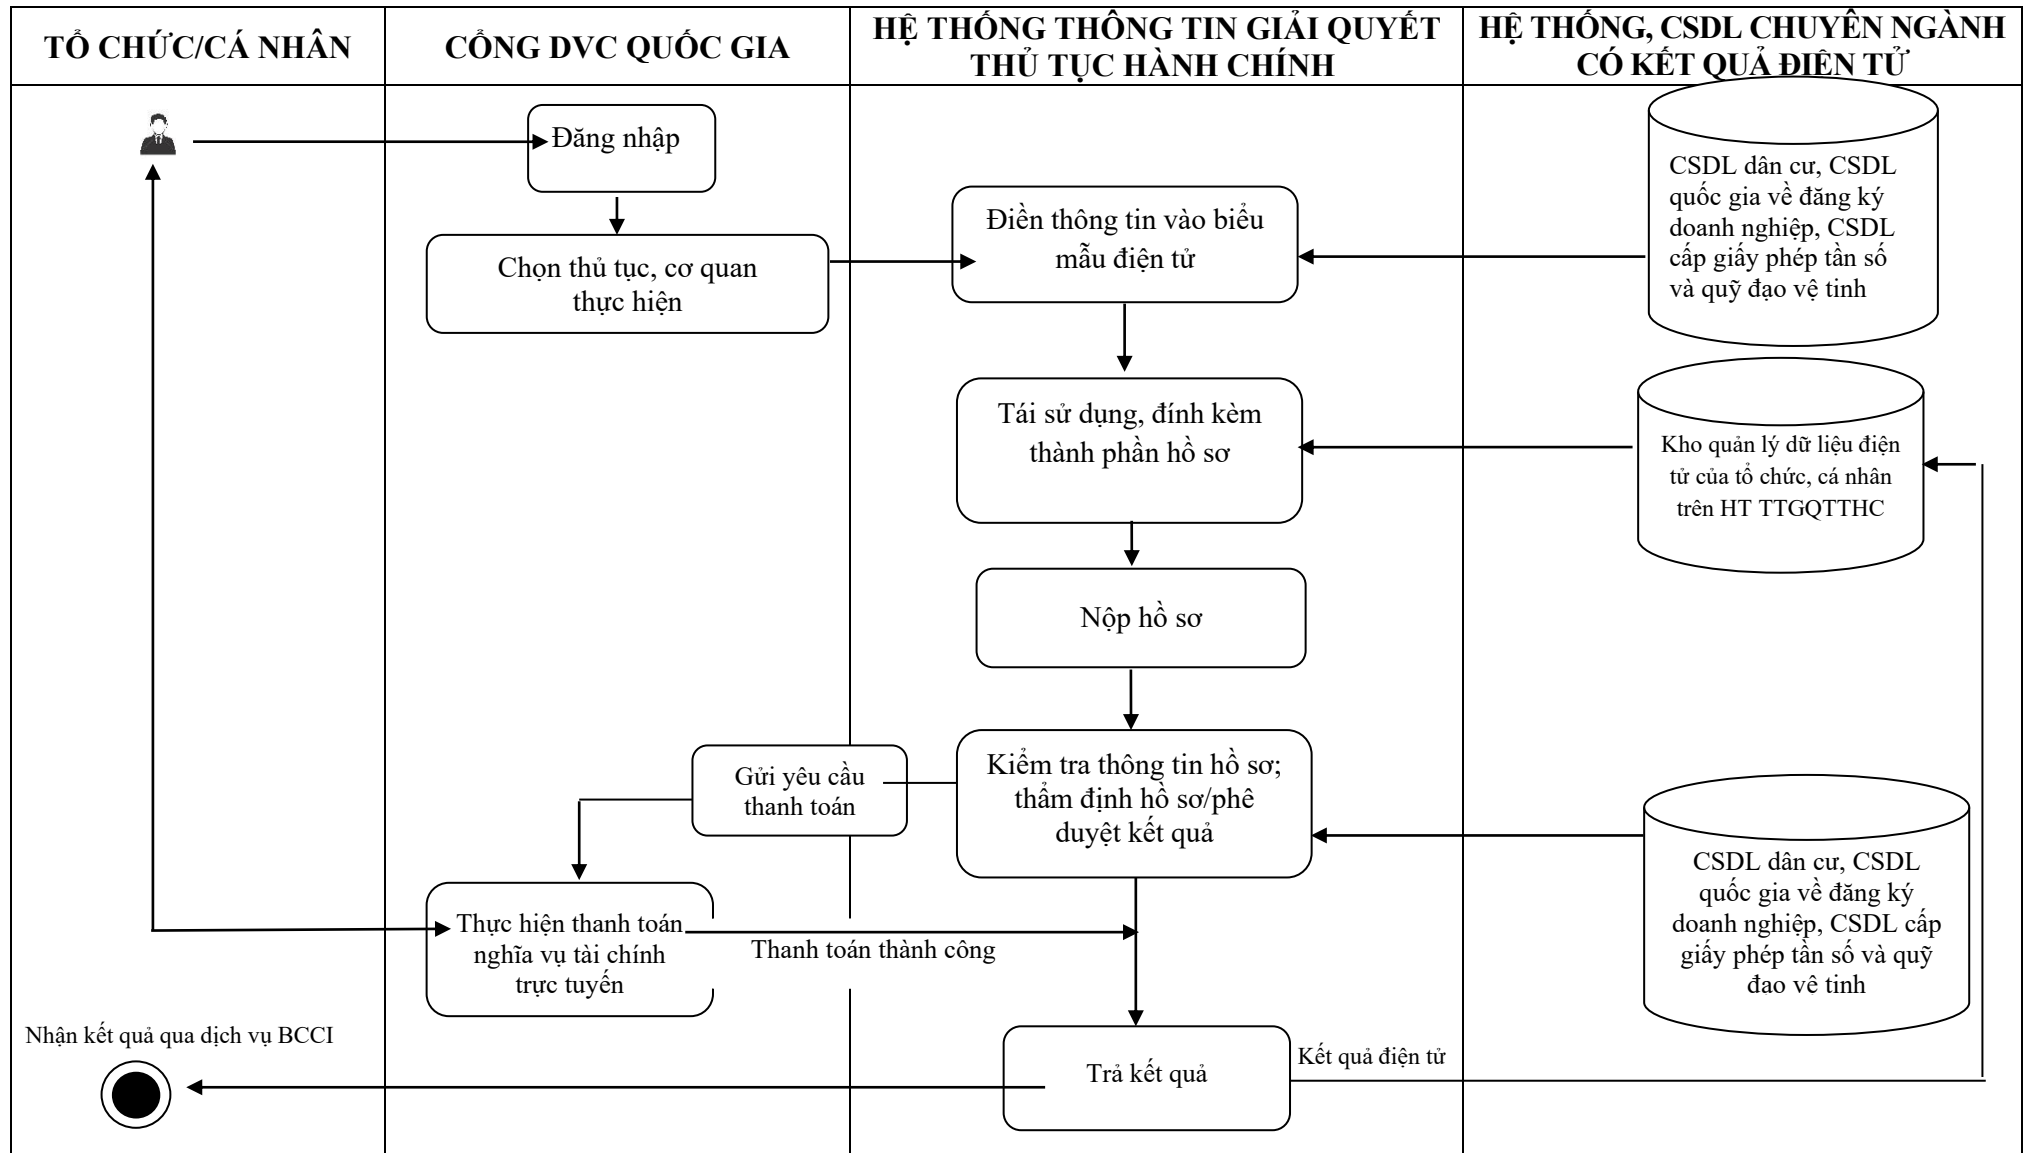 TỔ CHỨC/CÁ NHÂN
CỔNG DVC QUỐC GIA
HỆ THỐNG THÔNG TIN GIẢI QUYẾT
THỦ TỤC HÀNH CHÍNH
HỆ THỐNG, CSDL CHUYÊN NGÀNH
CÓ KẾT QUẢ ĐIỆN TỬ
Đăng nhập
Chọn thủ tục, cơ quan
thực hiện
Điền thông tin vào biểu
mẫu điện tử
CSDL dân cư, CSDL
quốc gia về đăng ký
doanh nghiệp, CSDL
cấp giấy phép tần số
và quỹ đạo vệ tinh
Tái sử dụng, đính kèm
thành phần hồ sơ
Kho quản lý dữ liệu điện
tử của tổ chức, cá nhân
trên HT TTGQTTHC
Nộp hồ sơ
Gửi yêu cầu
thanh toán
Kiểm tra thông tin hồ sơ;
thẩm định hồ sơ/phê
duyệt kết quả
CSDL dân cư, CSDL
quốc gia về đăng ký
doanh nghiệp, CSDL cấp
giấy phép tần số và quỹ
đao vê tinh
Thực hiện thanh toán
nghĩa vụ tài chính
trực tuyến
Thanh toán thành công
Nhận kết quả qua dịch vụ BCCI
Trả kết quả
Kết quả điện tử